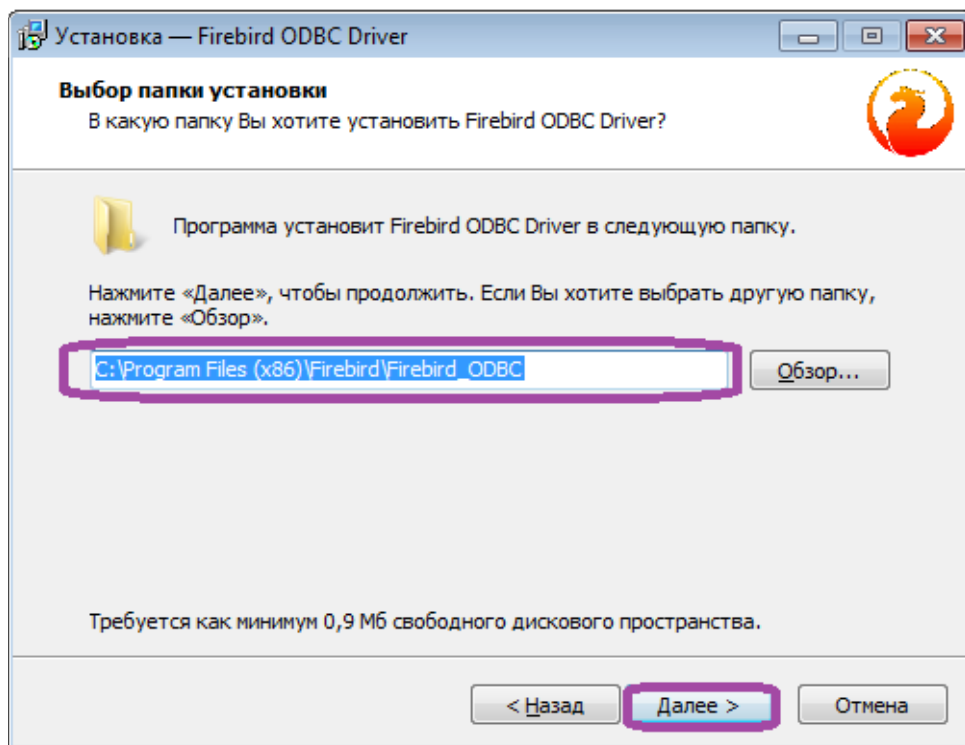 Установка — Firebird ODBC Driver
Выбор папки установки
В какую папку Вы хотите установить Firebird ODBC Driver?
Программа установит Firebird ODBC Driver в следующую папку.
Нажмите «Далее», чтобы продолжить. Если Вы хотите выбрать другую папку,
нажмите «Обзор».
C:\Program Files (x86)\Firebird\Firebird_ODBC
Обзор...
Требуется как минимум 0,9 Мб свободного дискового пространства.
< Назад
Далее >
Отмена